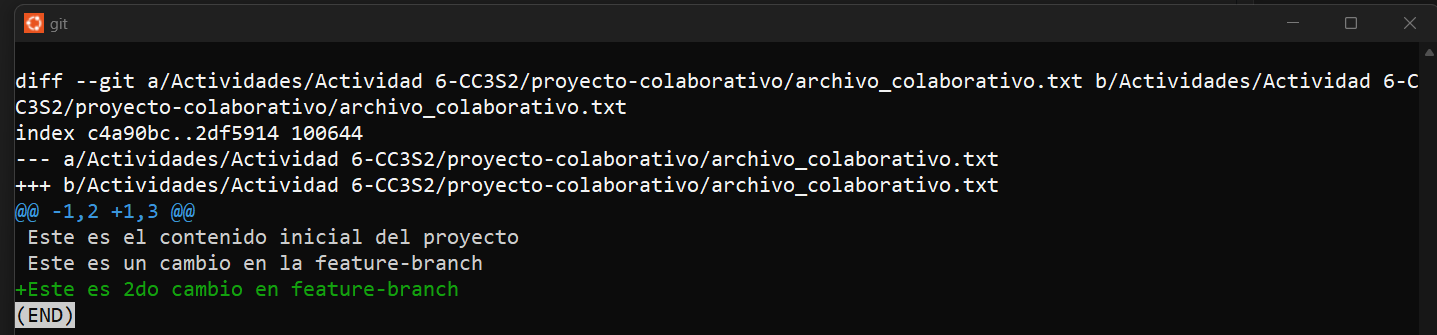 git
diff --git a/Actividades/Actividad 6-CC3S2/proyecto-colaborativo/archivo_colaborativo.txt b/Actividades/Actividad 6-C
C3S2/proyecto-colaborativo/archivo_colaborativo.txt
index c4a90bc..2df5914 100644
--- a/Actividades/Actividad 6-CC3S2/proyecto-colaborativo/archivo_colaborativo.txt
+++ b/Actividades/Actividad 6-CC3S2/proyecto-colaborativo/archivo_colaborativo.txt
@@ -1,2 +1,3 @@
 Este es el contenido inicial del proyecto
 Este es un cambio en la feature-branch
+Este es 2do cambio en feature-branch
(END)